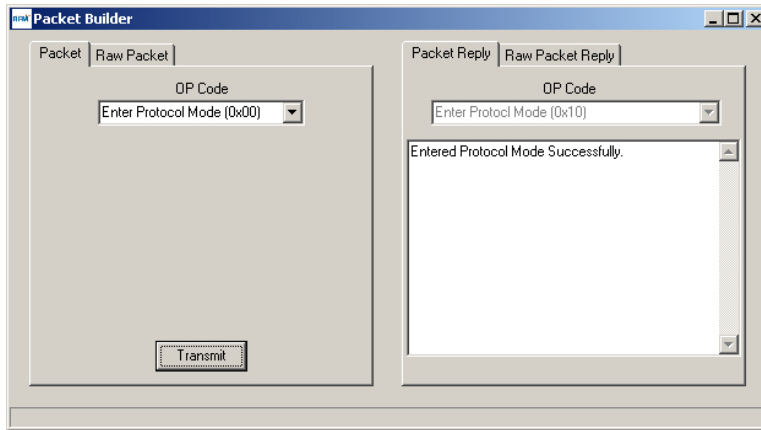 Packet Builder
Packet
Raw Packet
OP Code
Enter Protocol Mode (0x00)
Transmit
Packet Reply
Raw Packet Reply
OP Code
Enter Protocl Mode (0x10)
Entered Protocol Mode Successfully.